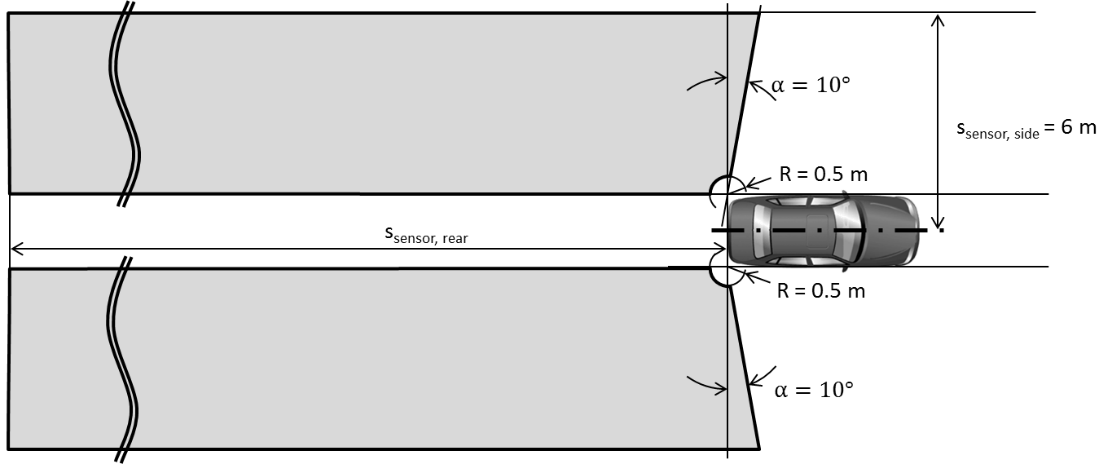 α = 10°
s_sensor, side = 6 m
R = 0.5 m
s_sensor, rear
R = 0.5 m
α = 10°